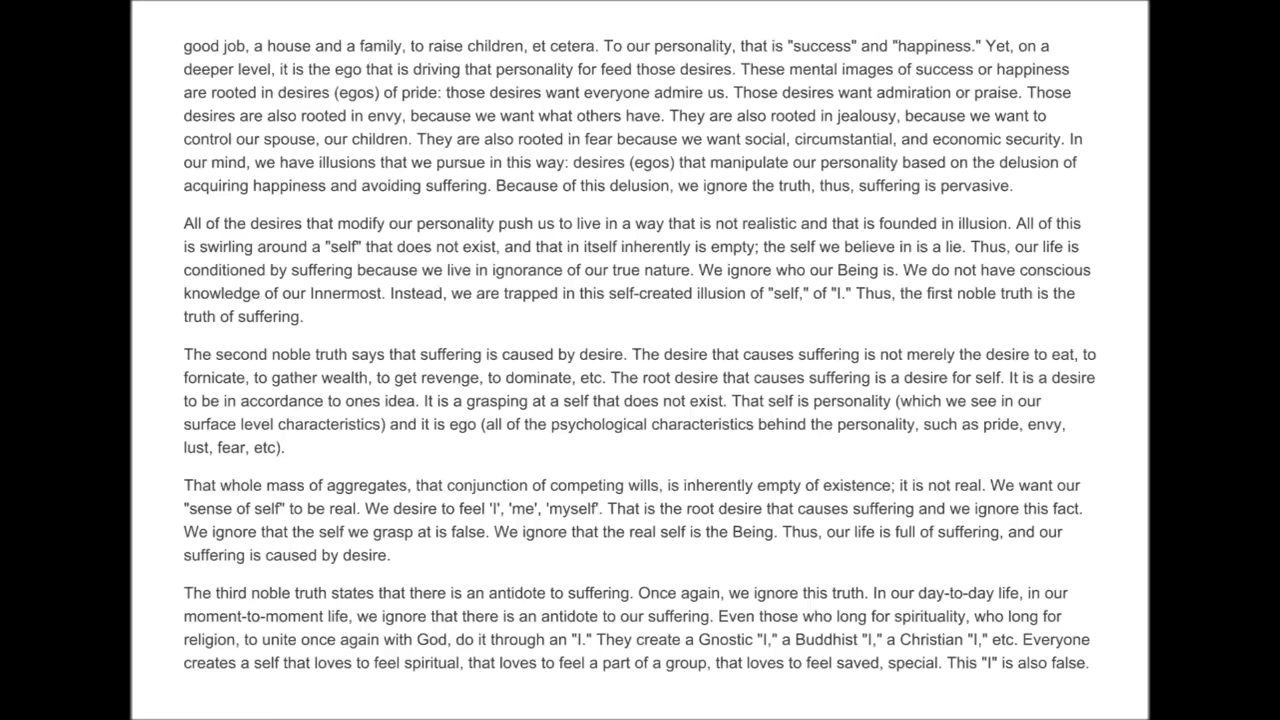 good job, a house and a family, to raise children, et cetera. To our personality, that is "success" and "happiness." Yet, on a
deeper level, it is the ego that is driving that personality for feed those desires. These mental images of success or happiness
are rooted in desires (egos) of pride: those desires want everyone admire us. Those desires want admiration or praise. Those
desires are also rooted in envy, because we want what others have. They are also rooted in jealousy, because we want to
control our spouse, our children. They are also rooted in fear because we want social, circumstantial, and economic security. In
our mind, we have illusions that we pursue in this way: desires (egos) that manipulate our personality based on the delusion of
acquiring happiness and avoiding suffering. Because of this delusion, we ignore the truth, thus, suffering is pervasive.
All of the desires that modify our personality push us to live in a way that is not realistic and that is founded in illusion. All of this
is swirling around a "self" that does not exist, and that in itself inherently is empty; the self we believe in is a lie. Thus, our life is
conditioned by suffering because we live in ignorance of our true nature. We ignore who our Being is. We do not have conscious
knowledge of our Innermost. Instead, we are trapped in this self-created illusion of "self," of "I." Thus, the first noble truth is the
truth of suffering.
The second noble truth says that suffering is caused by desire. The desire that causes suffering is not merely the desire to eat, to
fornicate, to gather wealth, to get revenge, to dominate, etc. The root desire that causes suffering is a desire for self. It is a desire
to be in accordance to ones idea. It is a grasping at a self that does not exist. That self is personality (which we see in our
surface level characteristics) and it is ego (all of the psychological characteristics behind the personality, such as pride, envy,
lust, fear, etc).
That whole mass of aggregates, that conjunction of competing wills, is inherently empty of existence; it is not real. We want our
"sense of self" to be real. We desire to feel 'I', 'me', 'myself'. That is the root desire that causes suffering and we ignore this fact.
We ignore that the self we grasp at is false. We ignore that the real self is the Being. Thus, our life is full of suffering, and our
suffering is caused by desire.
The third noble truth states that there is an antidote to suffering. Once again, we ignore this truth. In our day-to-day life, in our
moment-to-moment life, we ignore that there is an antidote to our suffering. Even those who long for spirituality, who long for
religion, to unite once again with God, do it through an "I." They create a Gnostic "I," a Buddhist "I," a Christian "I," etc. Everyone
creates a self that loves to feel spiritual, that loves to feel a part of a group, that loves to feel saved, special. This "I" is also false.